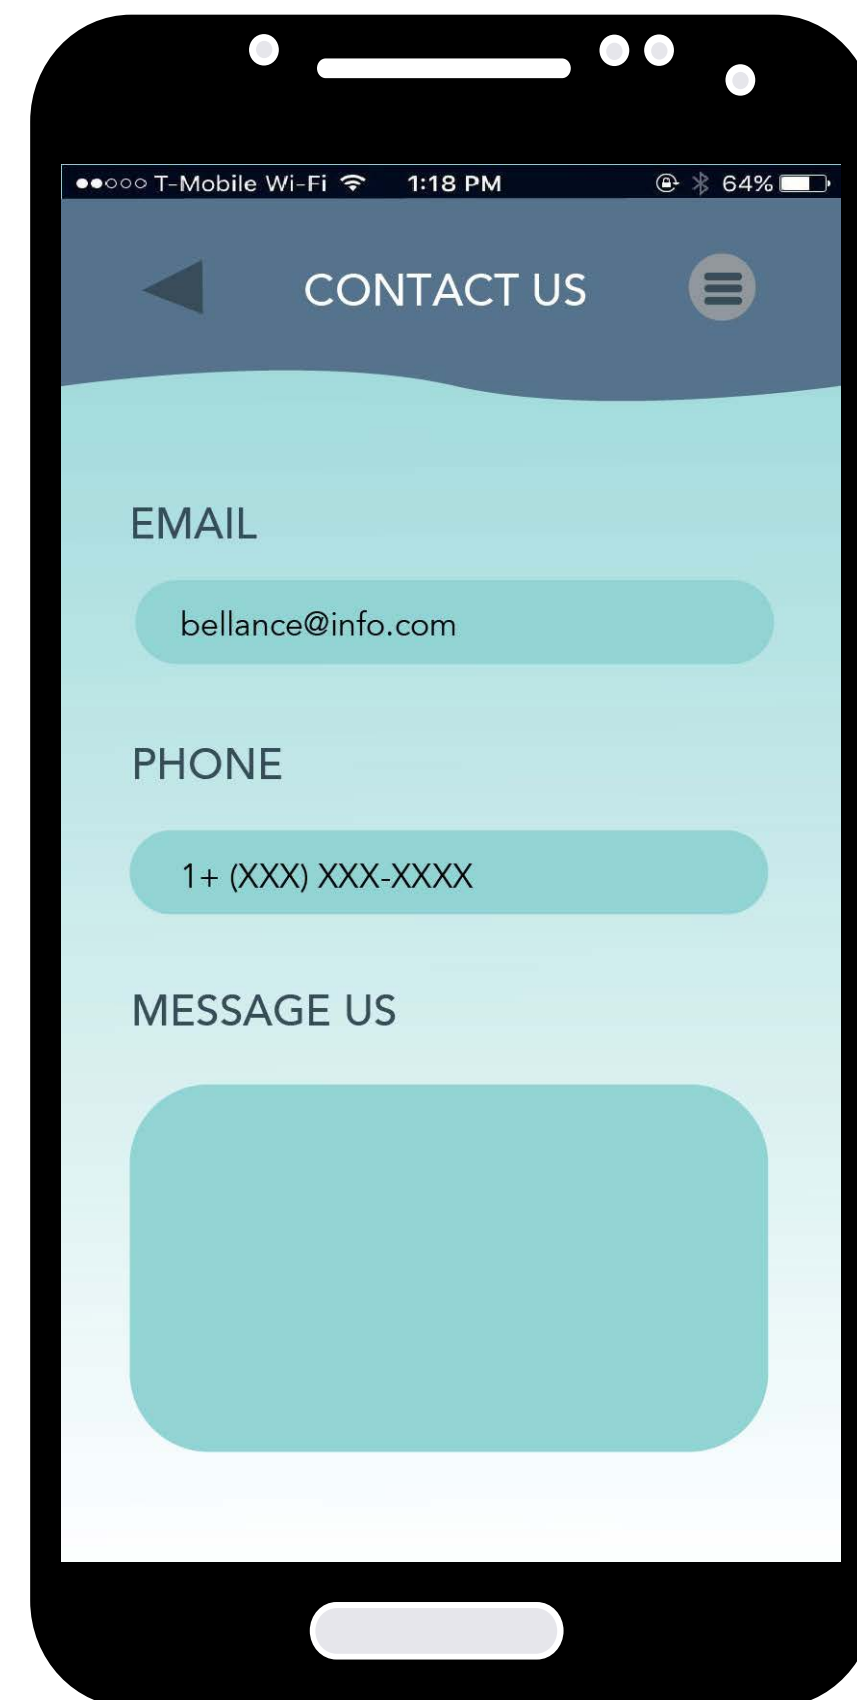 T-Mobile Wi-Fi 1:18 PM 64%
CONTACT US
EMAIL
bellance@info.com
PHONE
1+ (XXX) XXX-XXXX
MESSAGE US